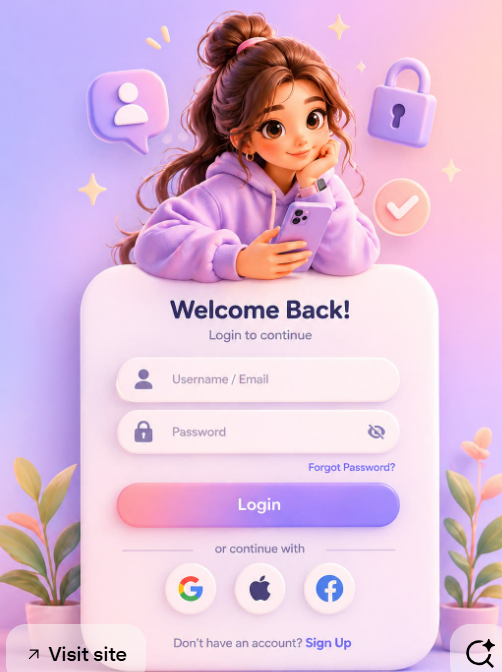 Welcome Back!
Login to continue
Username / Email
Password
Forgot Password?
Login
or continue with
G
f
Don't have an account? Sign Up
Visit site